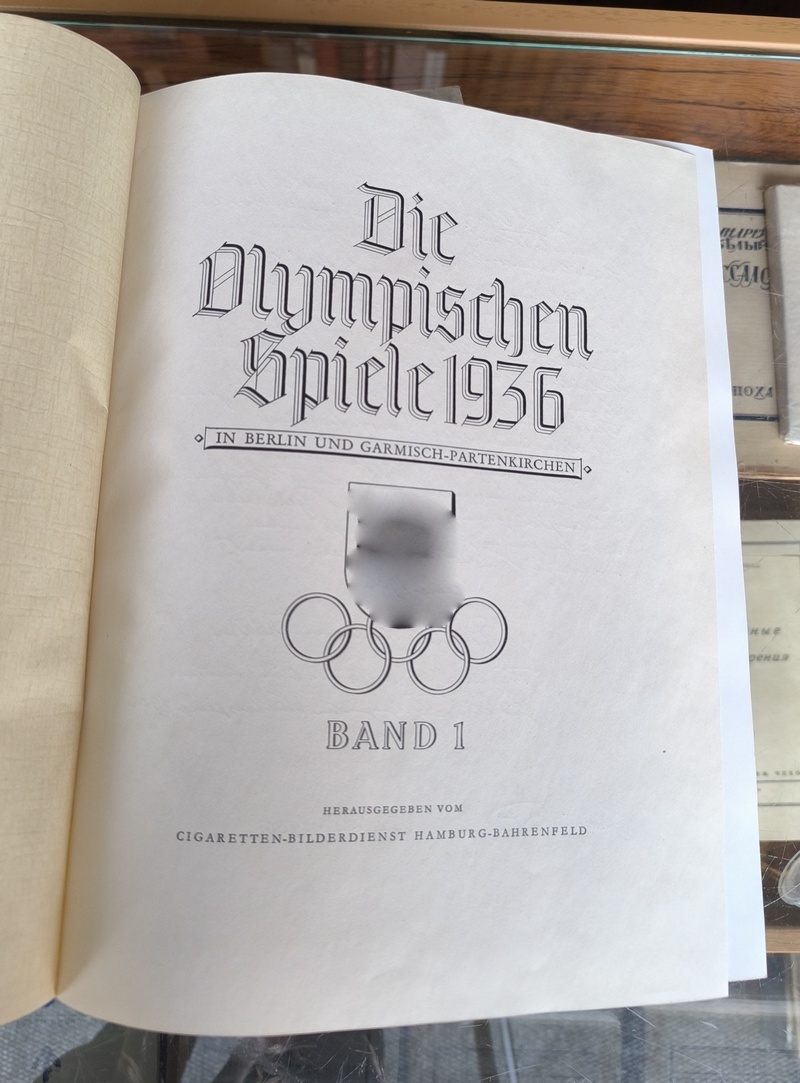 Die
Olympischen
Spiele 1936
IN BERLIN UND GARMISCH-PARTENKIRCHEN
BAND 1
HERAUSGEGEBEN VOM
CIGARETTEN-BILDERDIENST HAMBURG-BAHRENFELD